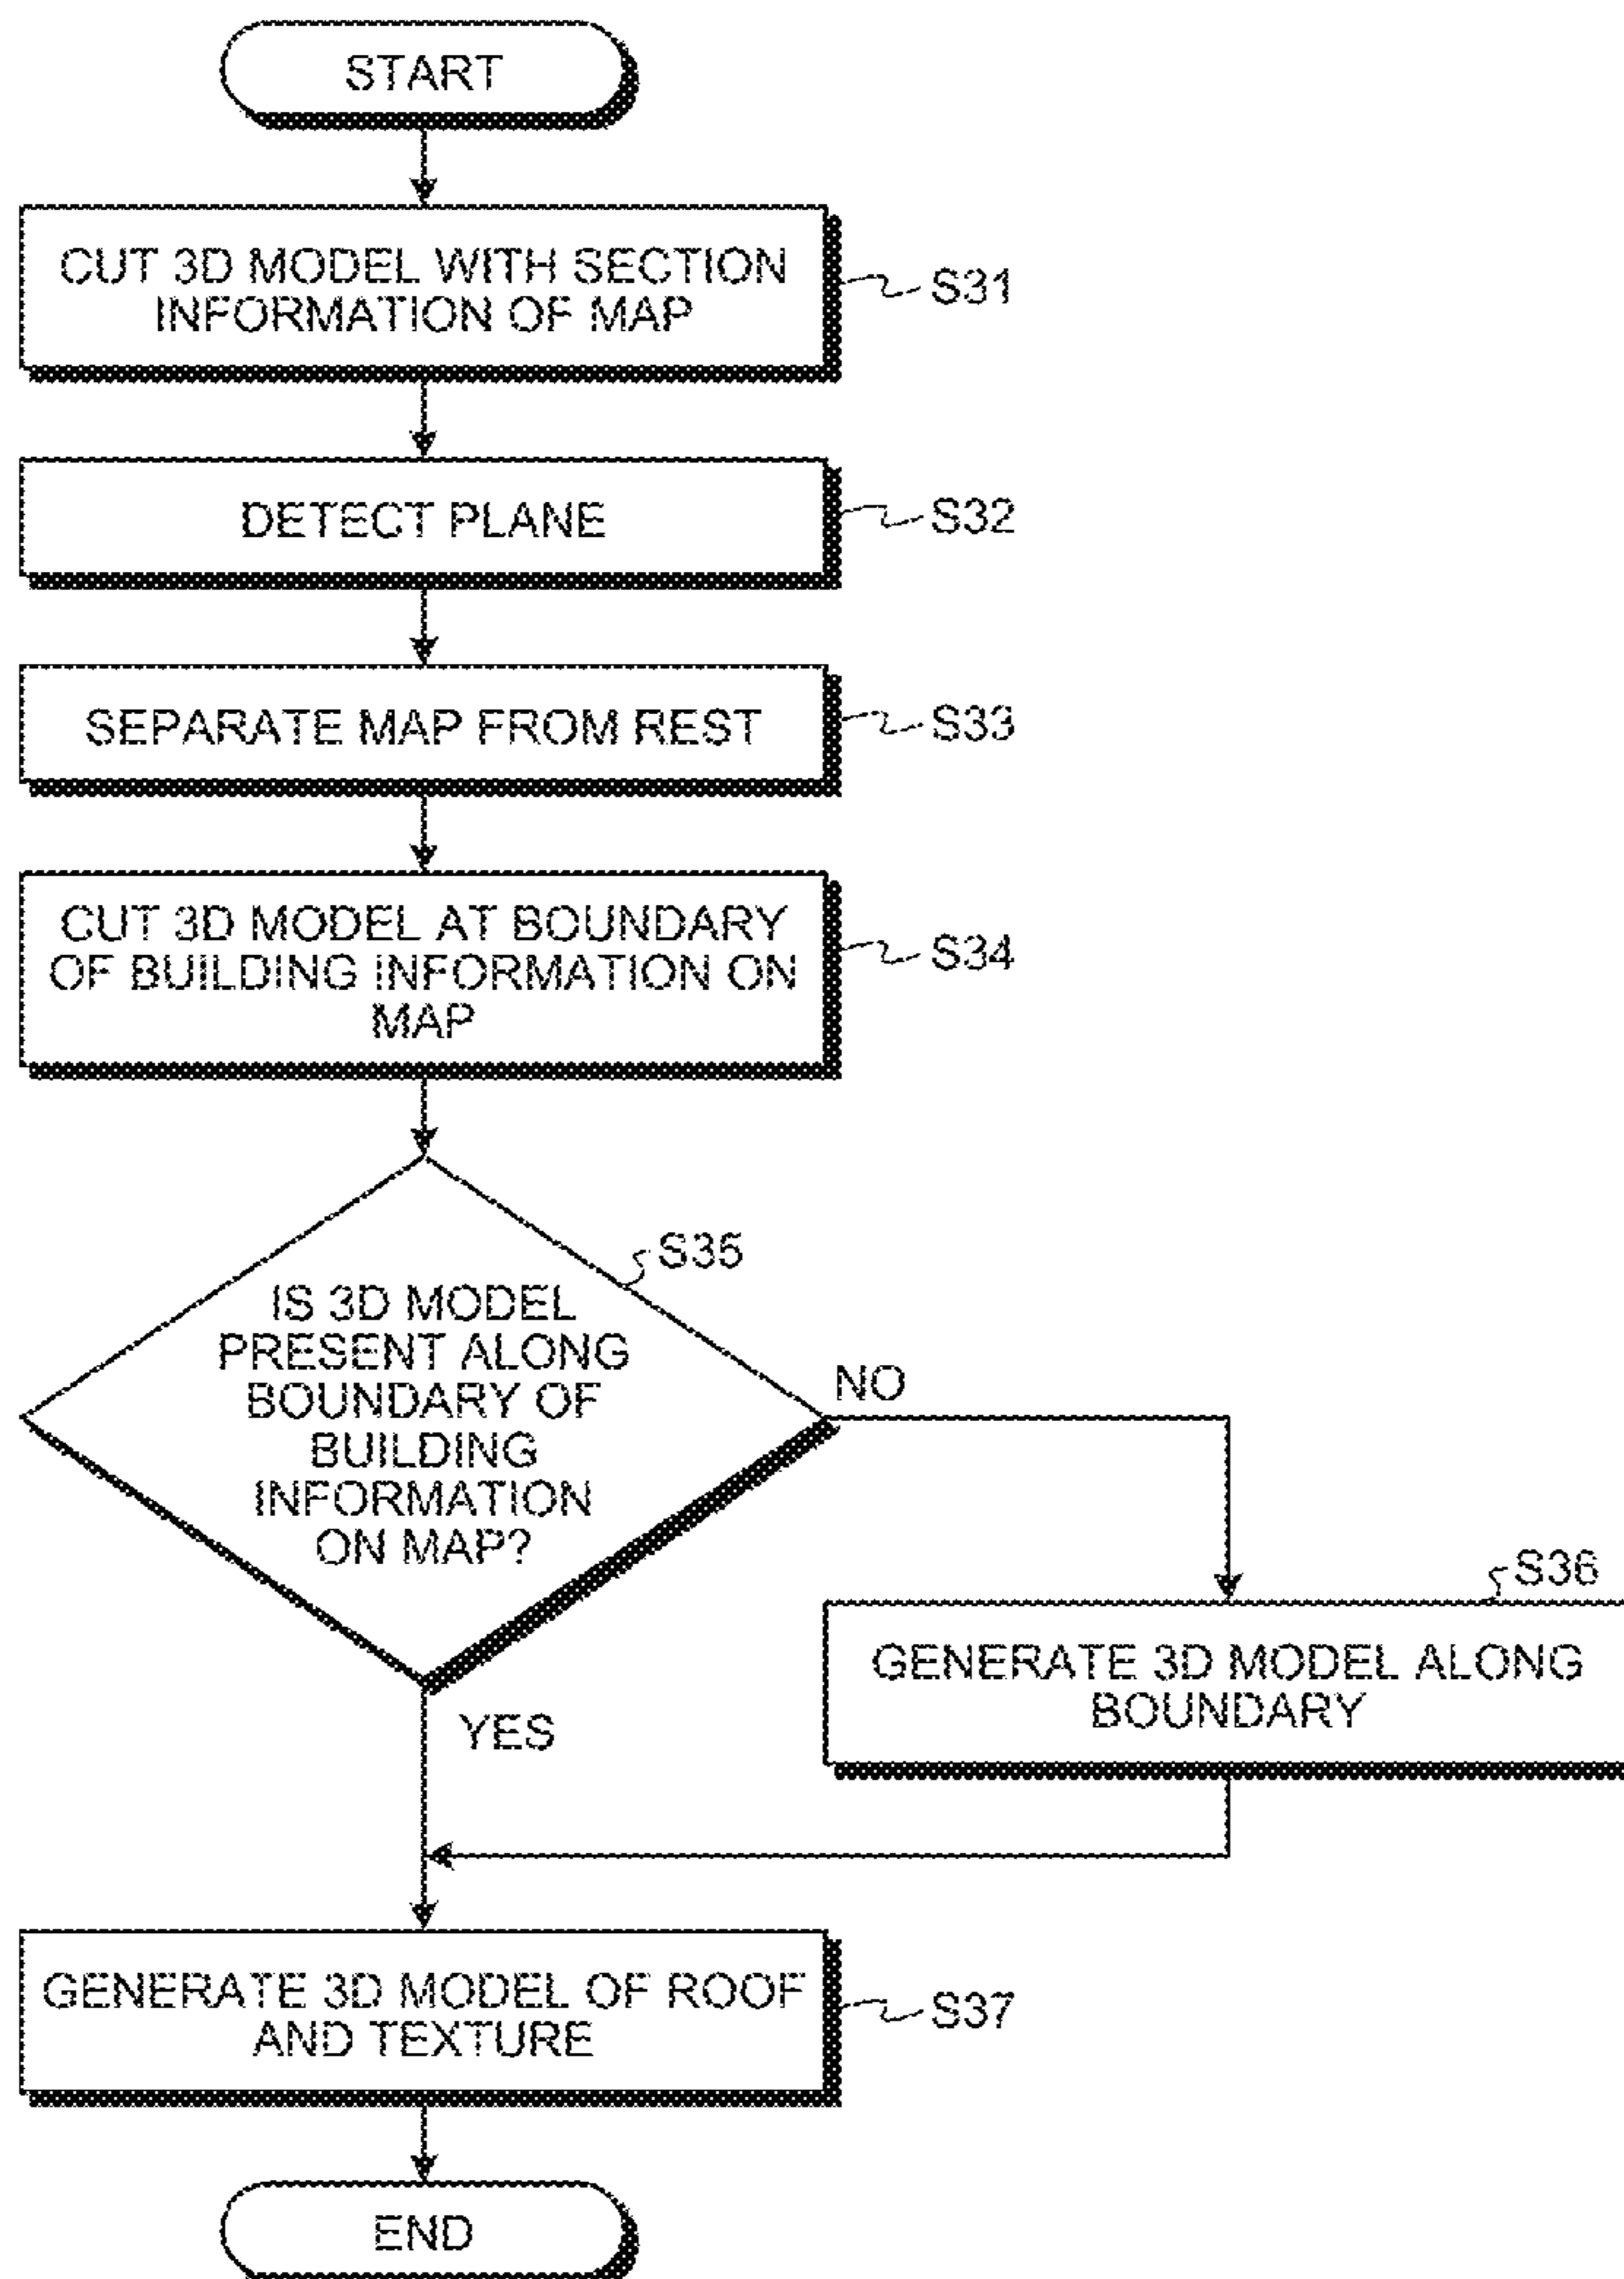 START
CUT 3D MODEL WITH SECTION
INFORMATION OF MAP
S31
DETECT PLANE
S32
SEPARATE MAP FROM REST
S33
CUT 3D MODEL AT BOUNDARY
OF BUILDING INFORMATION ON
MAP
S34
S35
IS 3D MODEL
PRESENT ALONG
BOUNDARY OF
BUILDING
INFORMATION
ON MAP?
NO
S36
GENERATE 3D MODEL ALONG
BOUNDARY
YES
GENERATE 3D MODEL OF ROOF
AND TEXTURE
S37
END